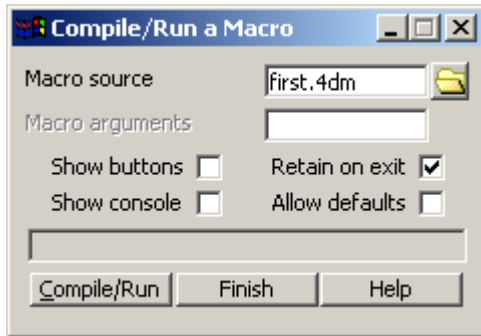 Compile/Run a Macro
Macro source first.4dm
Macro arguments
Show buttons Retain on exit
Show console Allow defaults
Compile/Run Finish Help